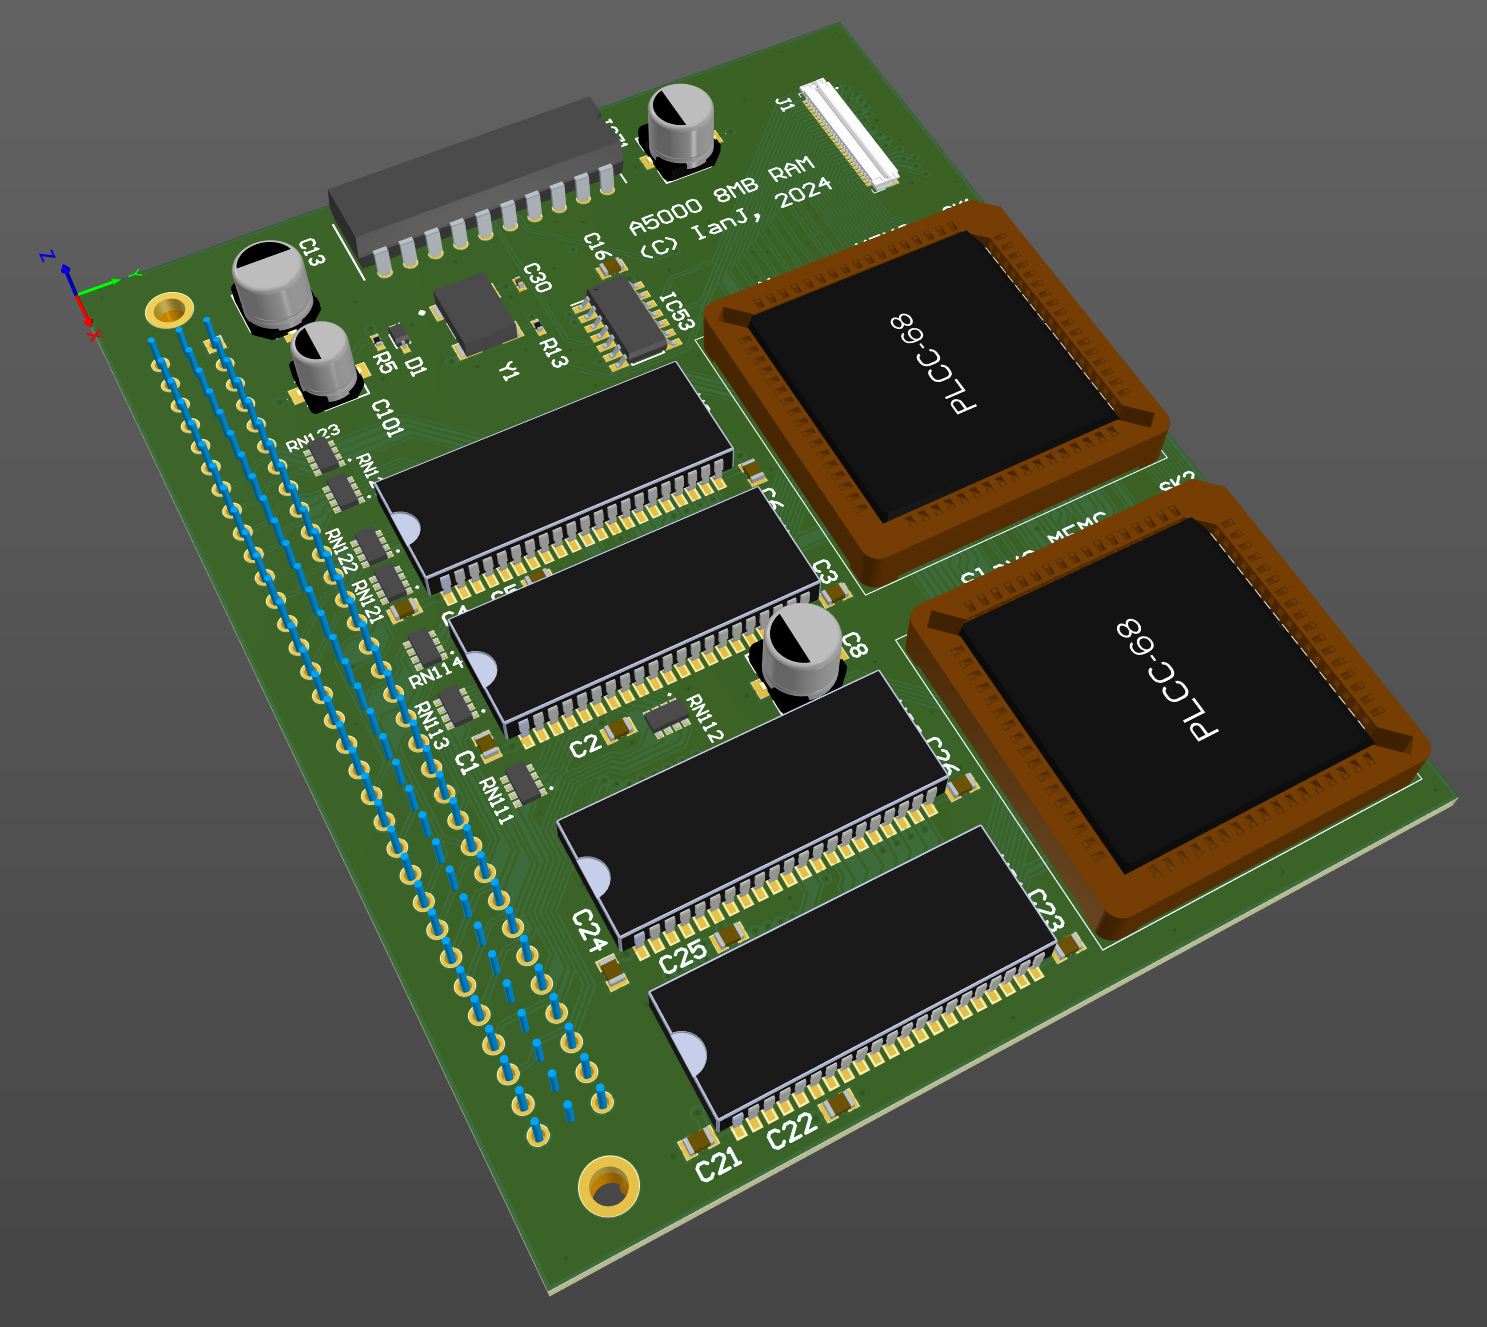 J1
A5000 8MB RAM
(C) IanJ, 2024
C13
C16
C30
IC53
R5
D1
Y1
R13
C101
PLCC-68
RN123
RN122
RN121
C3
SK2
RN114
C8
RN113
RN112
C1
C2
RN111
PLCC-68
C24
C25
C23
C21
C22
Z
Y
X